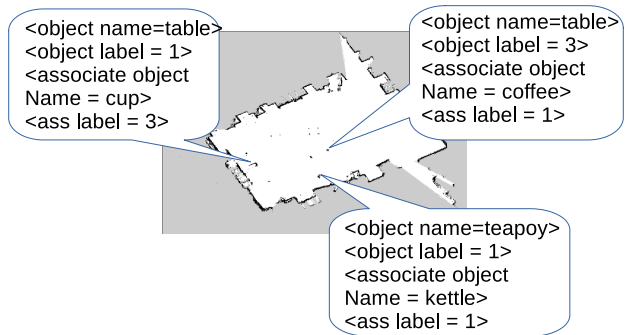 <object name=table>
<object label = 1>
<associate object
Name = cup>
<ass label = 3>
<object name=table>
<object label = 3>
<associate object
Name = coffee>
<ass label = 1>
<object name=teapoy>
<object label = 1>
<associate object
Name = kettle>
<ass label = 1>